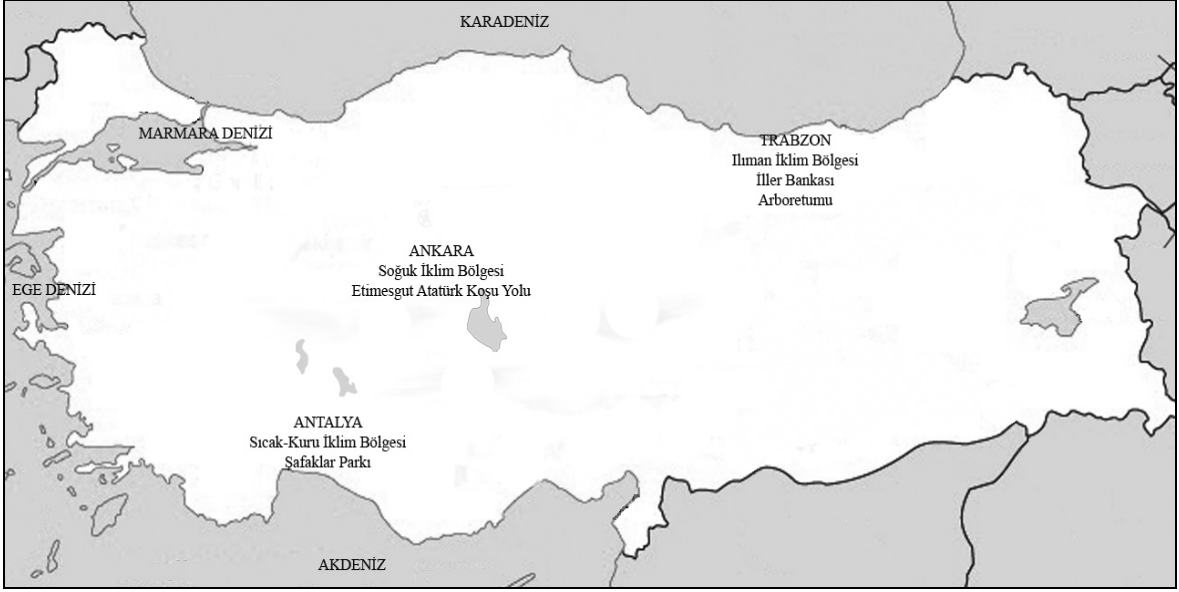 KARADENİZ
MARMARA DENİZİ
TRABZON
Ilıman İklim Bölgesi
İller Bankası
Arboretumu
ANKARA
Soğuk İklim Bölgesi
Etimesgut Atatürk Koşu Yolu
EGE DENİZİ
ANTALYA
Sıcak-Kuru İklim Bölgesi
Şafaklar Parkı
AKDENİZ